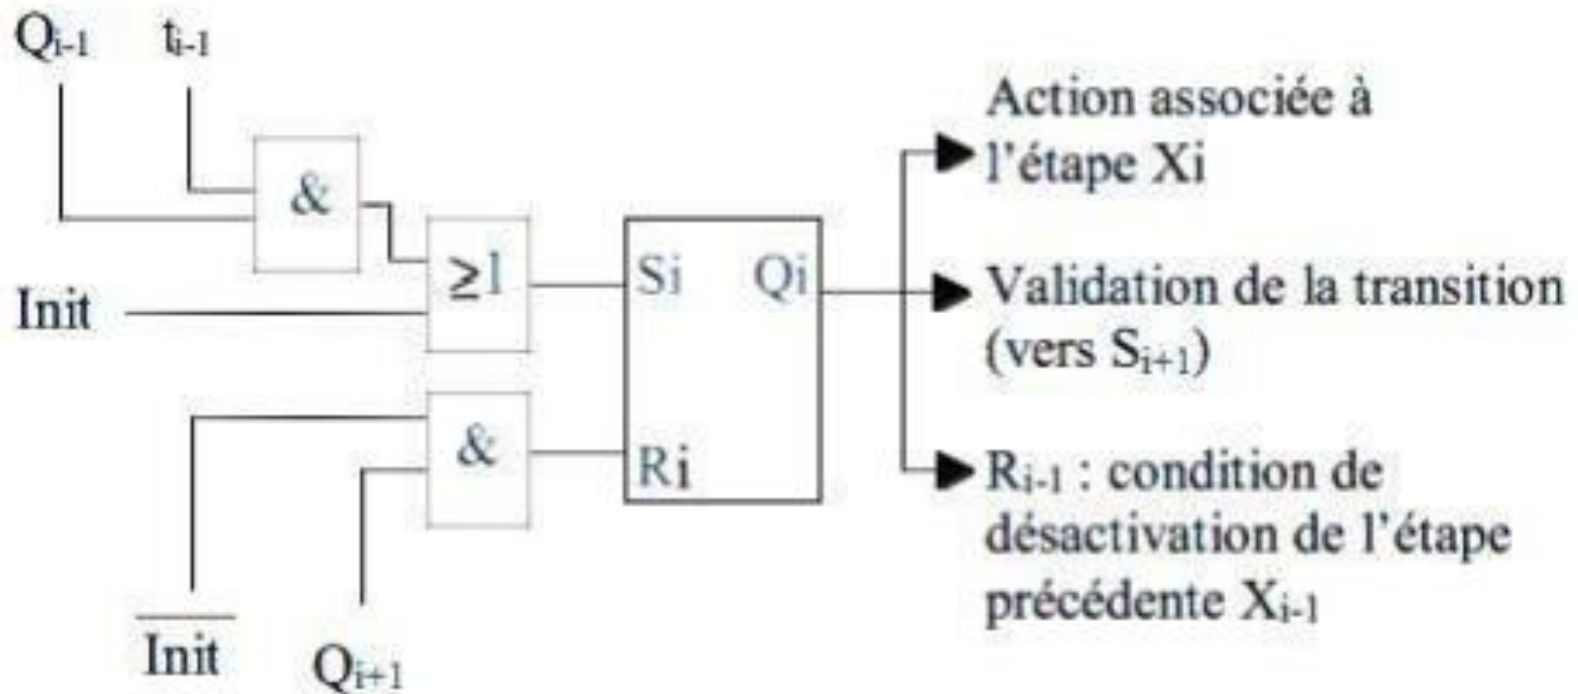 Qi-1
ti-1
Action associée à
l'étape Xi
&
≥1
Si
Qi
Init
Validation de la transition
(vers Si+1)
&
Ri
Ri-1 : condition de
désactivation de l'étape
précédente Xi-1
Init
Qi+1